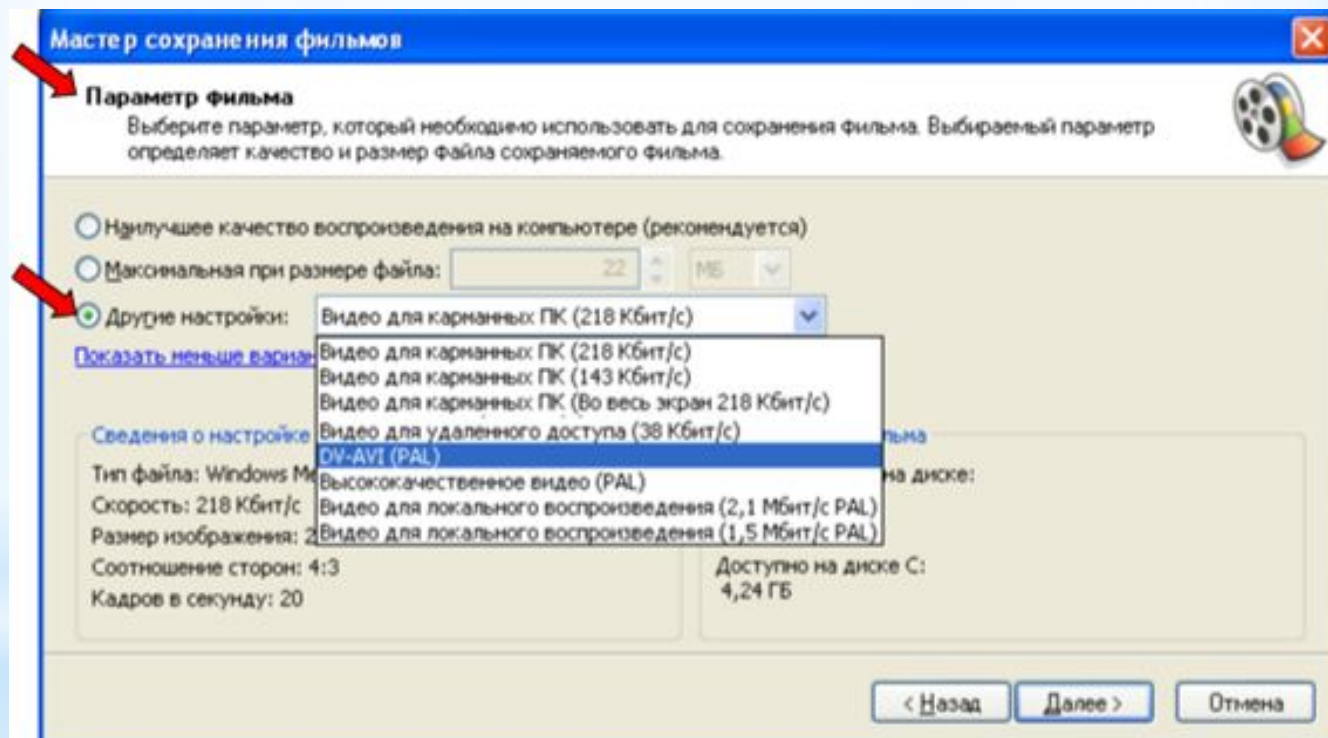 Мастер сохранения фильмов
Параметр фильма
Выберите параметр, который необходимо использовать для сохранения фильма. Выбираемый параметр
определяет качество и размер файла сохраняемого фильма.
Наилучшее качество воспроизведения на компьютере (рекомендуется)
Максимальная при размере файла: 22 МБ
Другие настройки: Видео для карманных ПК (218 Кбит/с)
Показать меньше вариан
Видео для карманных ПК (218 Кбит/с)
Видео для карманных ПК (143 Кбит/с)
Видео для карманных ПК (Во весь экран 218 Кбит/с)
Видео для удаленного доступа (38 Кбит/с)
DV-AVI (PAL)
Высококачественное видео (PAL)
Видео для локального воспроизведения (2,1 Мбит/с PAL)
Видео для локального воспроизведения (1,5 Мбит/с PAL)
Сведения о настройке
Тип файла: Windows Me
Скорость: 218 Кбит/с
Размер изображения: 2
Соотношение сторон: 4:3
Кадров в секунду: 20
льма
на диске:
Доступно на диске C:
4,24 ГБ
< Назад Далее > Отмена